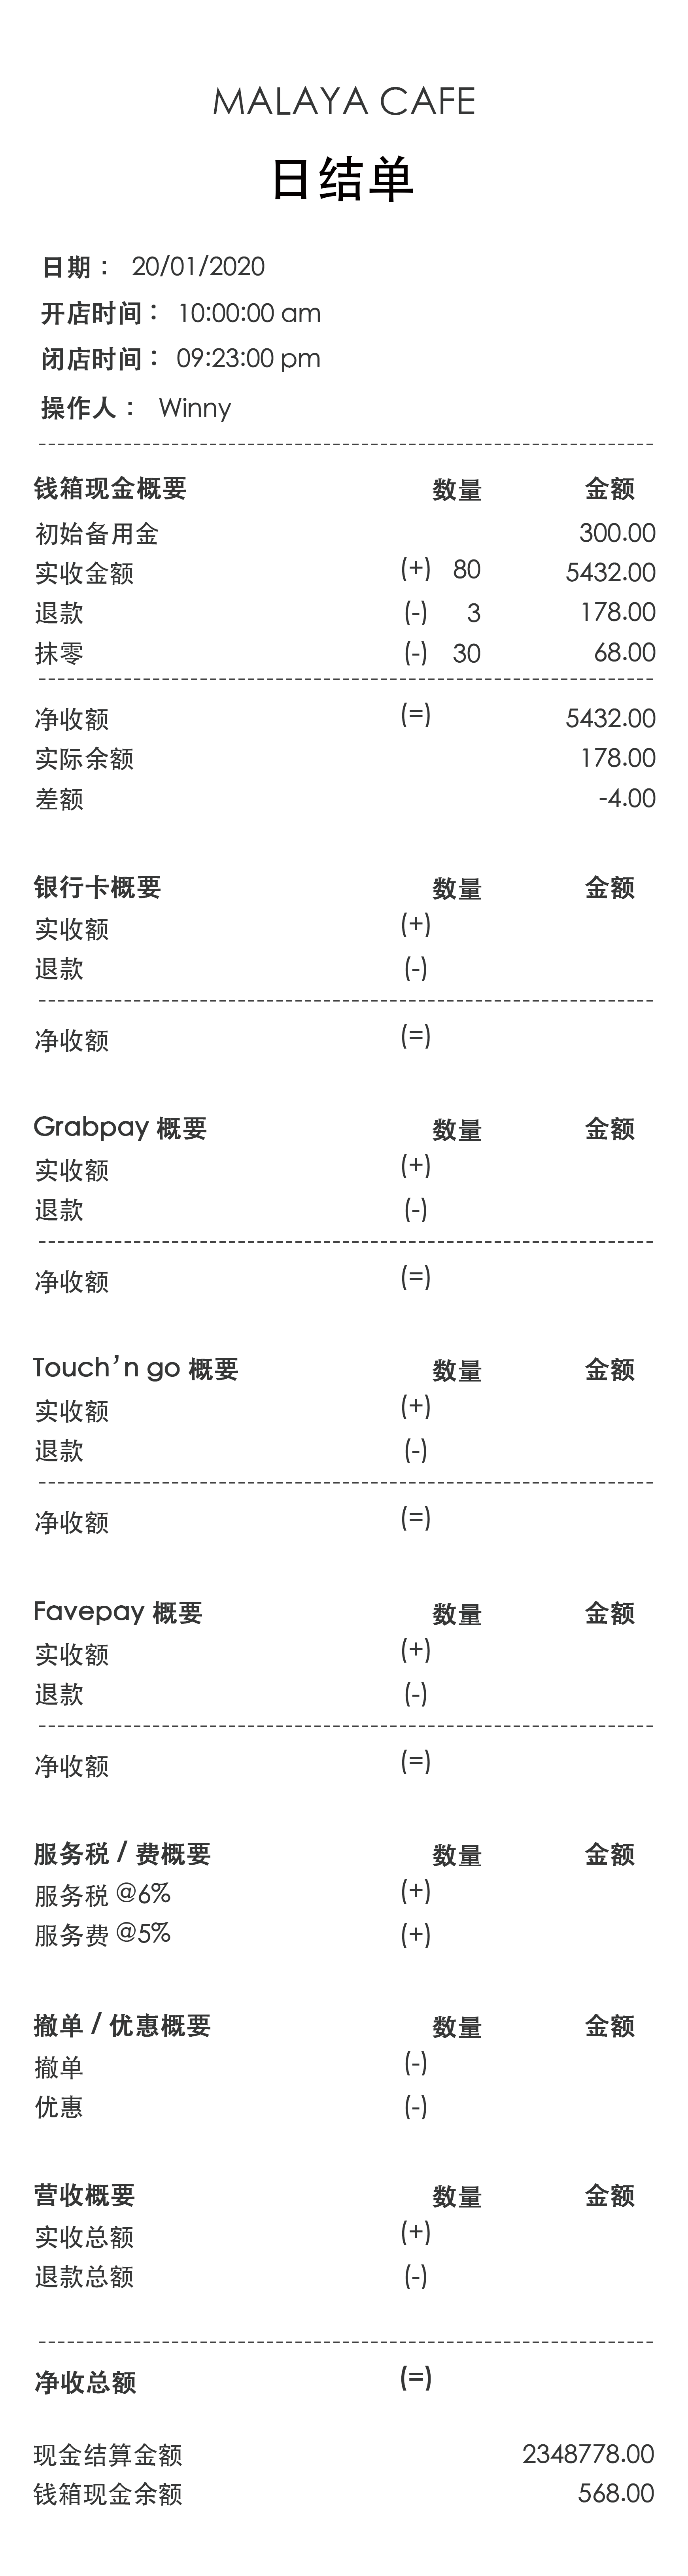 MALAYA CAFE
日结单
日期： 20/01/2020
开店时间： 10:00:00 am
闭店时间： 09:23:00 pm
操作人： Winny
钱箱现金概要 数量 金额
初始备用金 300.00
实收金额 (+) 80 5432.00
退款 (-) 3 178.00
抹零 (-) 30 68.00
净收额 (=) 5432.00
实际余额 178.00
差额 -4.00
银行卡概要 数量 金额
实收额 (+)
退款 (-)
净收额 (=)
Grabpay 概要 数量 金额
实收额 (+)
退款 (-)
净收额 (=)
Touch’n go 概要 数量 金额
实收额 (+)
退款 (-)
净收额 (=)
Favepay 概要 数量 金额
实收额 (+)
退款 (-)
净收额 (=)
服务税 / 费概要 数量 金额
服务税 @6% (+)
服务费 @5% (+)
撤单 / 优惠概要 数量 金额
撤单 (-)
优惠 (-)
营收概要 数量 金额
实收总额 (+)
退款总额 (-)
净收总额 (=)
现金结算金额 2348778.00
钱箱现金余额 568.00